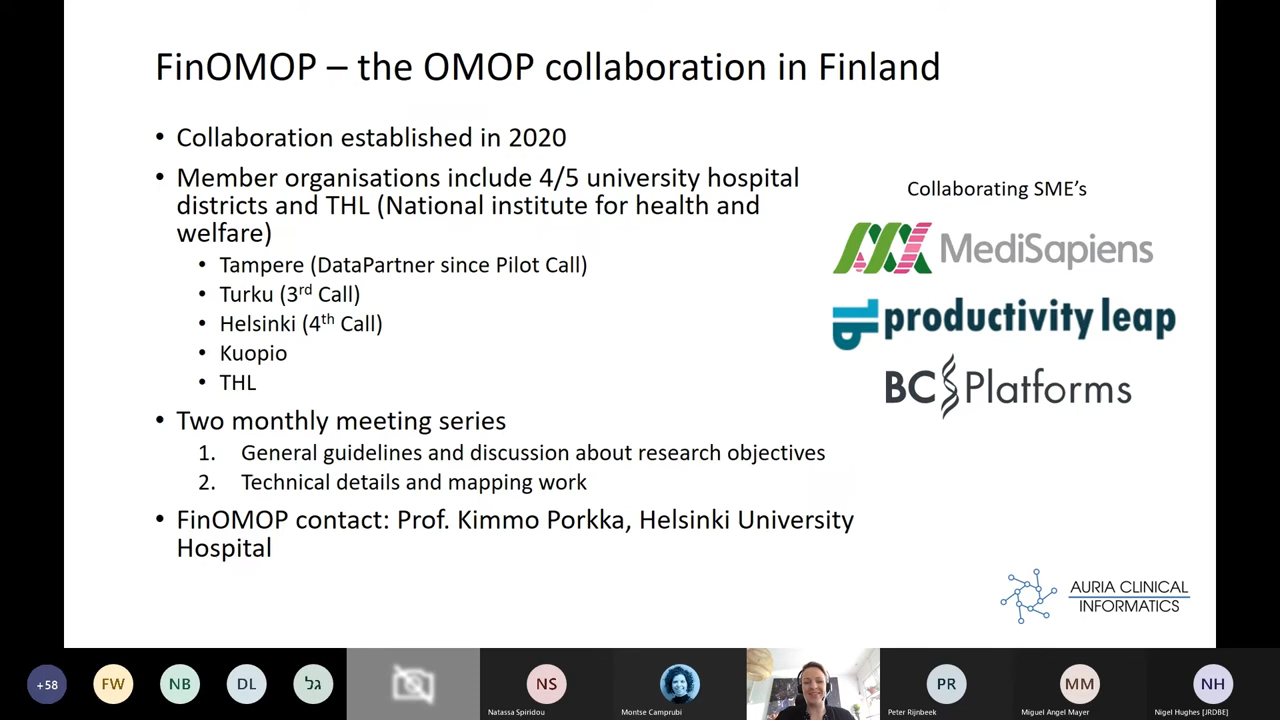 FinOMOP – the OMOP collaboration in Finland
• Collaboration established in 2020
• Member organisations include 4/5 university hospital
districts and THL (National institute for health and
welfare)
• Tampere (DataPartner since Pilot Call)
• Turku (3rd Call)
• Helsinki (4th Call)
• Kuopio
• THL
• Two monthly meeting series
1. General guidelines and discussion about research objectives
2. Technical details and mapping work
• FinOMOP contact: Prof. Kimmo Porkka, Helsinki University
Hospital
Collaborating SME's
MediSapiens
productivity leap
BC Platforms
AURIA CLINICAL
INFORMATICS
+58
FW
NB
DL
גל
NS
Natassa Spiridou
Montse Camprubi
PR
Peter Rijnbeek
MM
Miguel Angel Mayer
NH
Nigel Hughes [JRDBE]